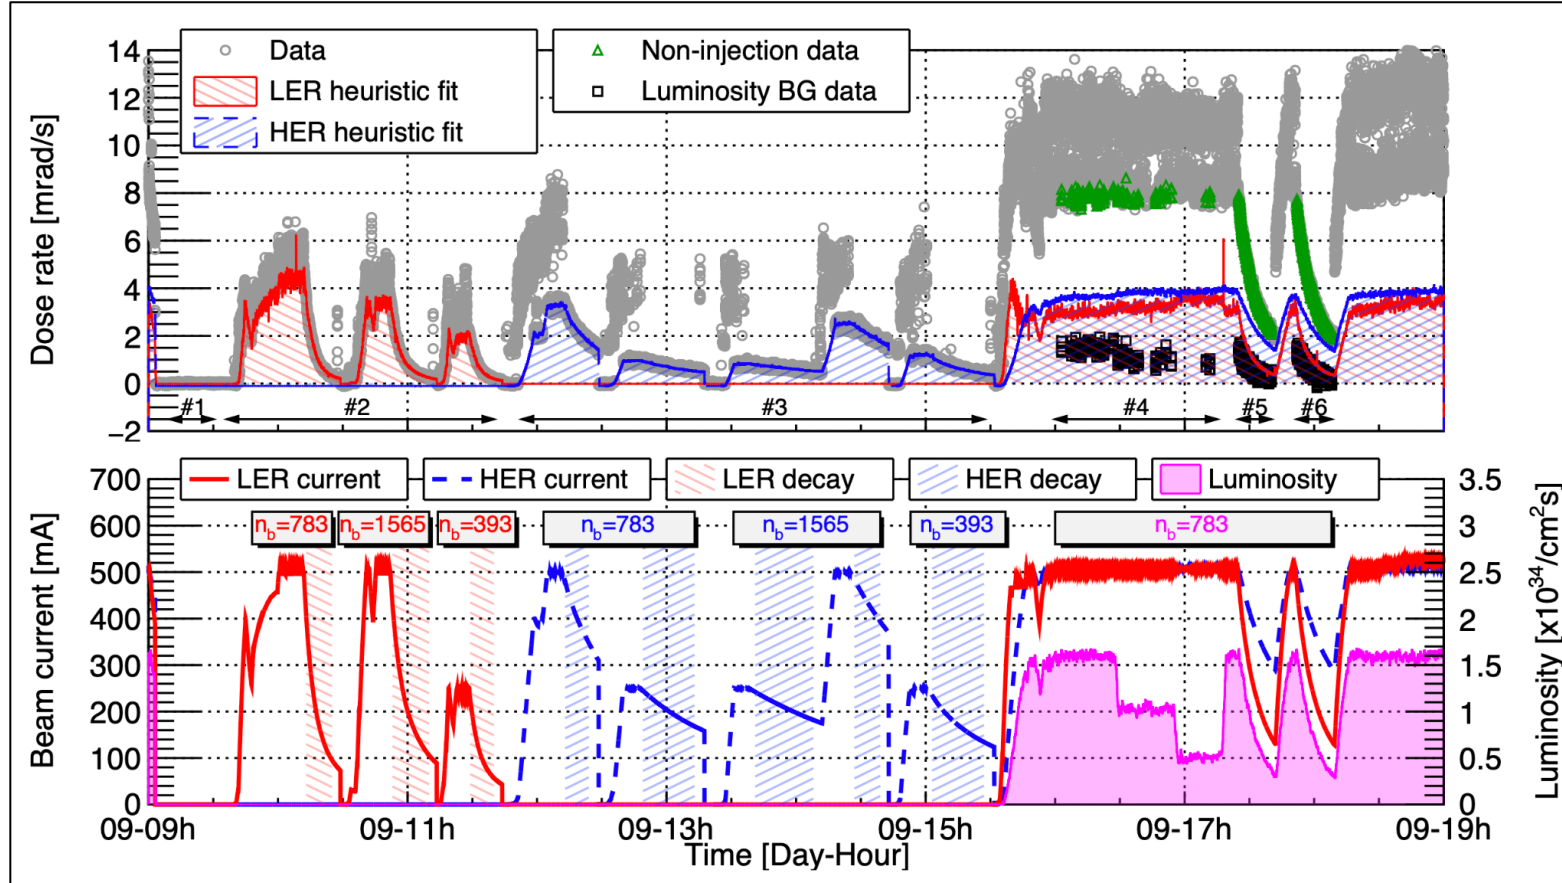 Data
LER heuristic fit
HER heuristic fit
Non-injection data
Luminosity BG data
Dose rate [mrad/s]
14
12
10
8
6
4
2
0
−2
#1
#2
#3
#4
#5
#6
LER current
HER current
LER decay
HER decay
Luminosity
n_b=783
n_b=1565
n_b=393
n_b=783
n_b=1565
n_b=393
n_b=783
Beam current [mA]
700
600
500
400
300
200
100
0
3.5
3
2.5
2
1.5
1
0.5
0
Luminosity [x10^34/cm^2s]
09-09h
09-11h
09-13h
09-15h
09-17h
09-19h
Time [Day-Hour]